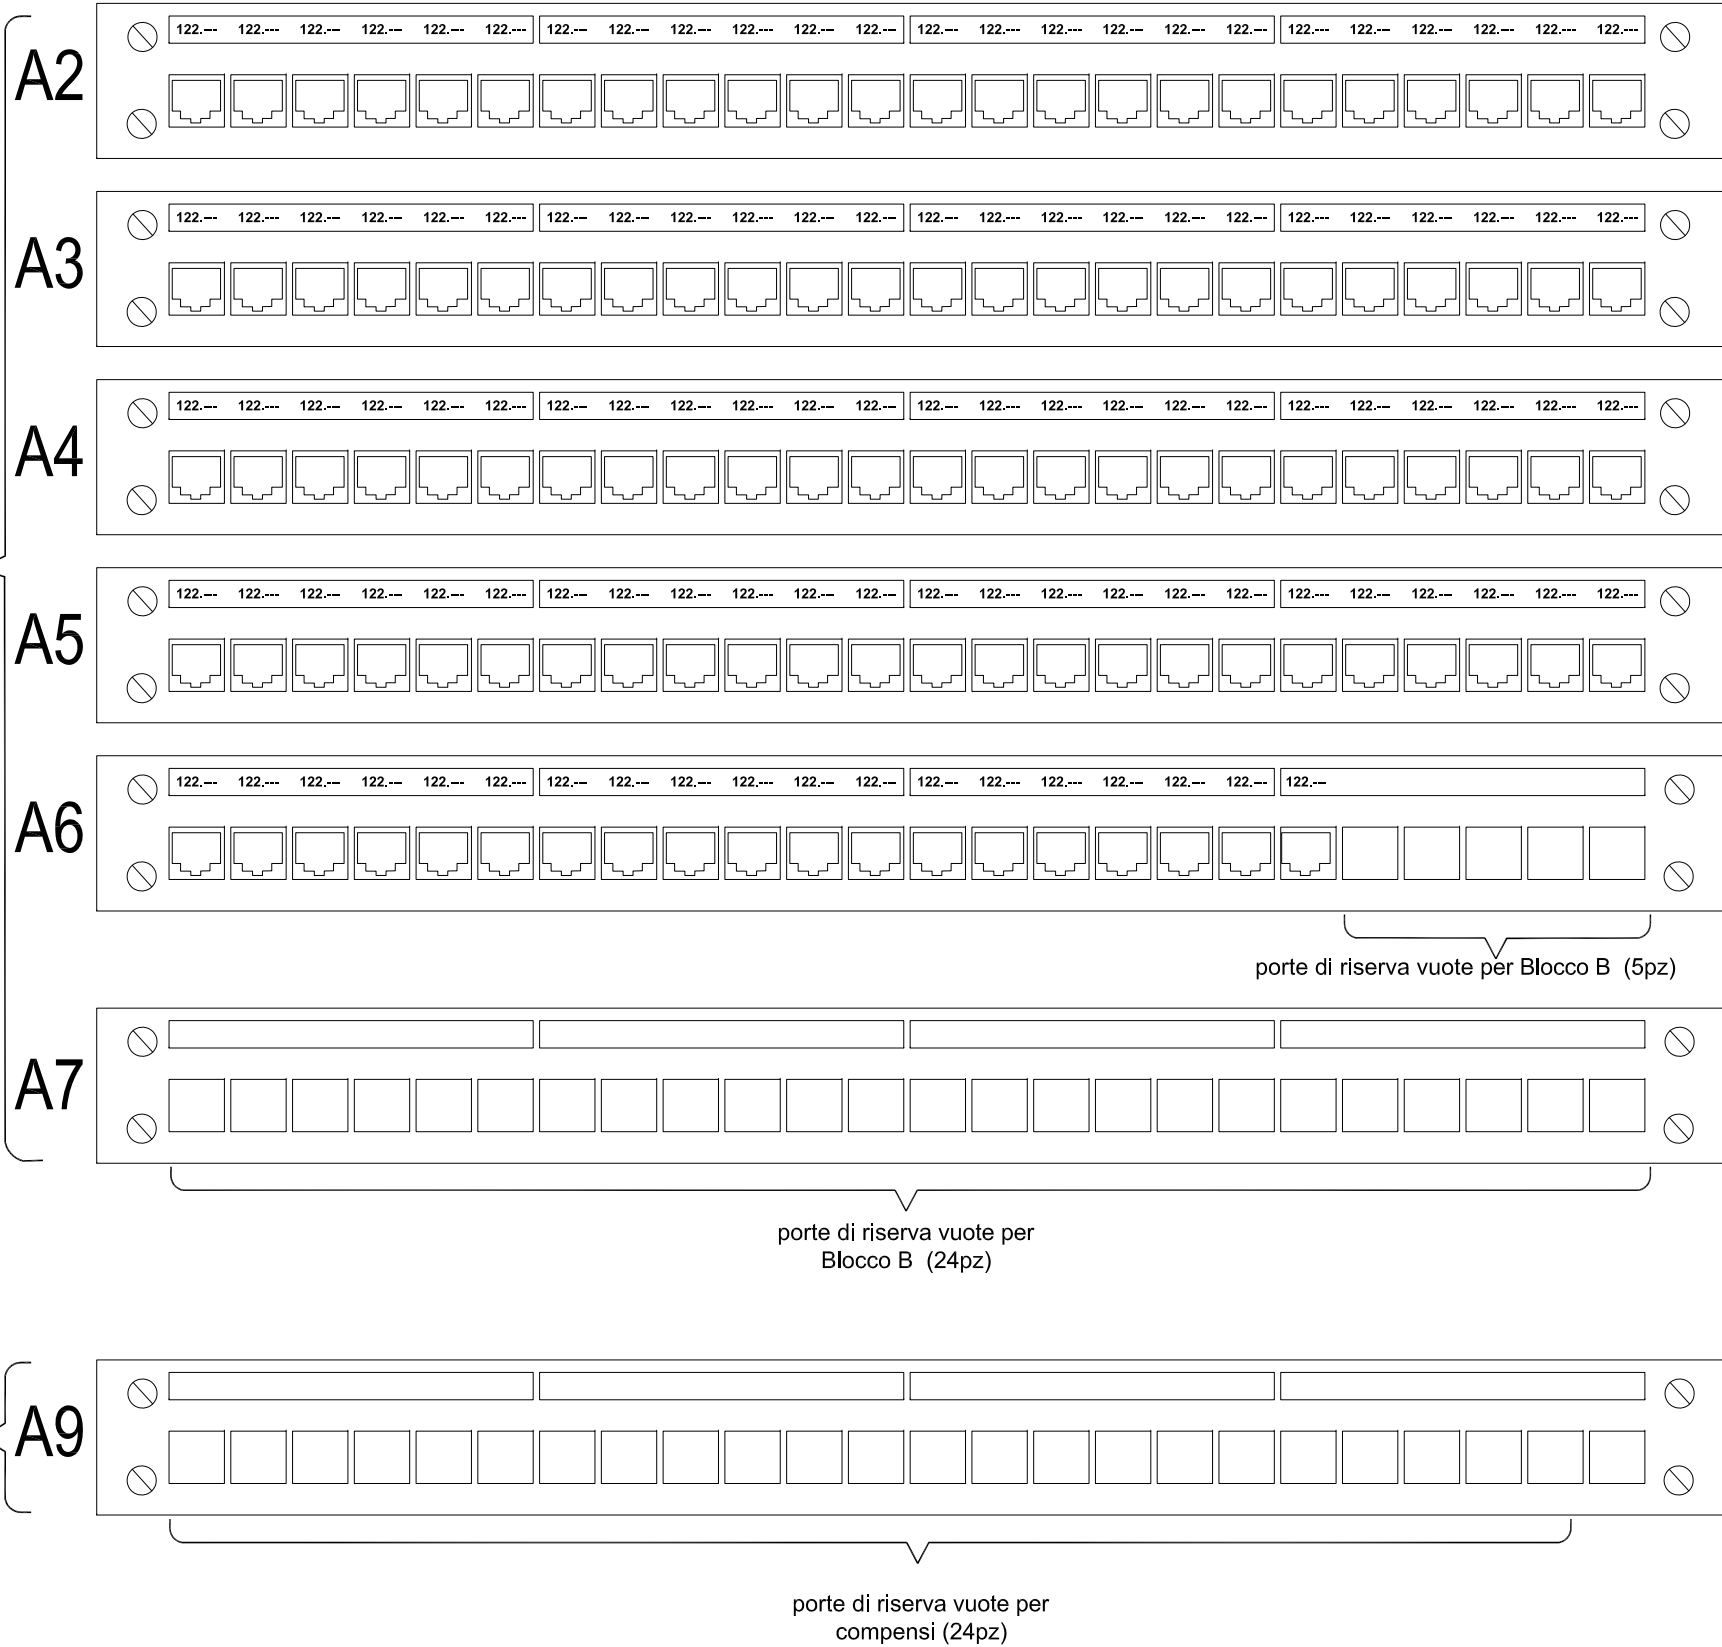 122.--- 122.--- 122.--- 122.--- 122.--- 122.--- 122.--- 122.--- 122.--- 122.--- 122.--- 122.--- 122.--- 122.--- 122.--- 122.--- 122.--- 122.--- 122.--- 122.--- 122.--- 122.--- 122.--- 122.---
A2
122.--- 122.--- 122.--- 122.--- 122.--- 122.--- 122.--- 122.--- 122.--- 122.--- 122.--- 122.--- 122.--- 122.--- 122.--- 122.--- 122.--- 122.--- 122.--- 122.--- 122.--- 122.--- 122.--- 122.---
A3
122.--- 122.--- 122.--- 122.--- 122.--- 122.--- 122.--- 122.--- 122.--- 122.--- 122.--- 122.--- 122.--- 122.--- 122.--- 122.--- 122.--- 122.--- 122.--- 122.--- 122.--- 122.--- 122.--- 122.---
A4
122.--- 122.--- 122.--- 122.--- 122.--- 122.--- 122.--- 122.--- 122.--- 122.--- 122.--- 122.--- 122.--- 122.--- 122.--- 122.--- 122.--- 122.--- 122.--- 122.--- 122.--- 122.--- 122.--- 122.---
A5
122.--- 122.--- 122.--- 122.--- 122.--- 122.--- 122.--- 122.--- 122.--- 122.--- 122.--- 122.--- 122.--- 122.--- 122.--- 122.--- 122.--- 122.--- 122.---
A6
porte di riserva vuote per Blocco B (5pz)
A7
porte di riserva vuote per
Blocco B (24pz)
A9
porte di riserva vuote per
compensi (24pz)